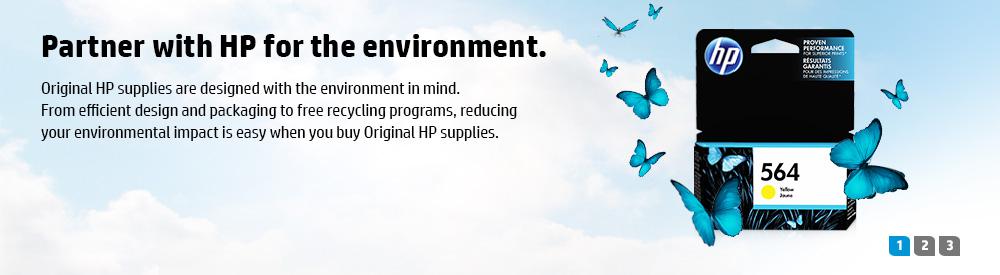 Partner with HP for the environment.
Original HP supplies are designed with the environment in mind.
From efficient design and packaging to free recycling programs, reducing
your environmental impact is easy when you buy Original HP supplies.
hp
PROVEN
PERFORMANCE
FOR SUPERIOR PRINTS*
RÉSULTATS
GARANTIS
POUR DES IMPRESSIONS
DE HAUTE QUALITÉ*
564
Yellow
Jaune
1 2 3